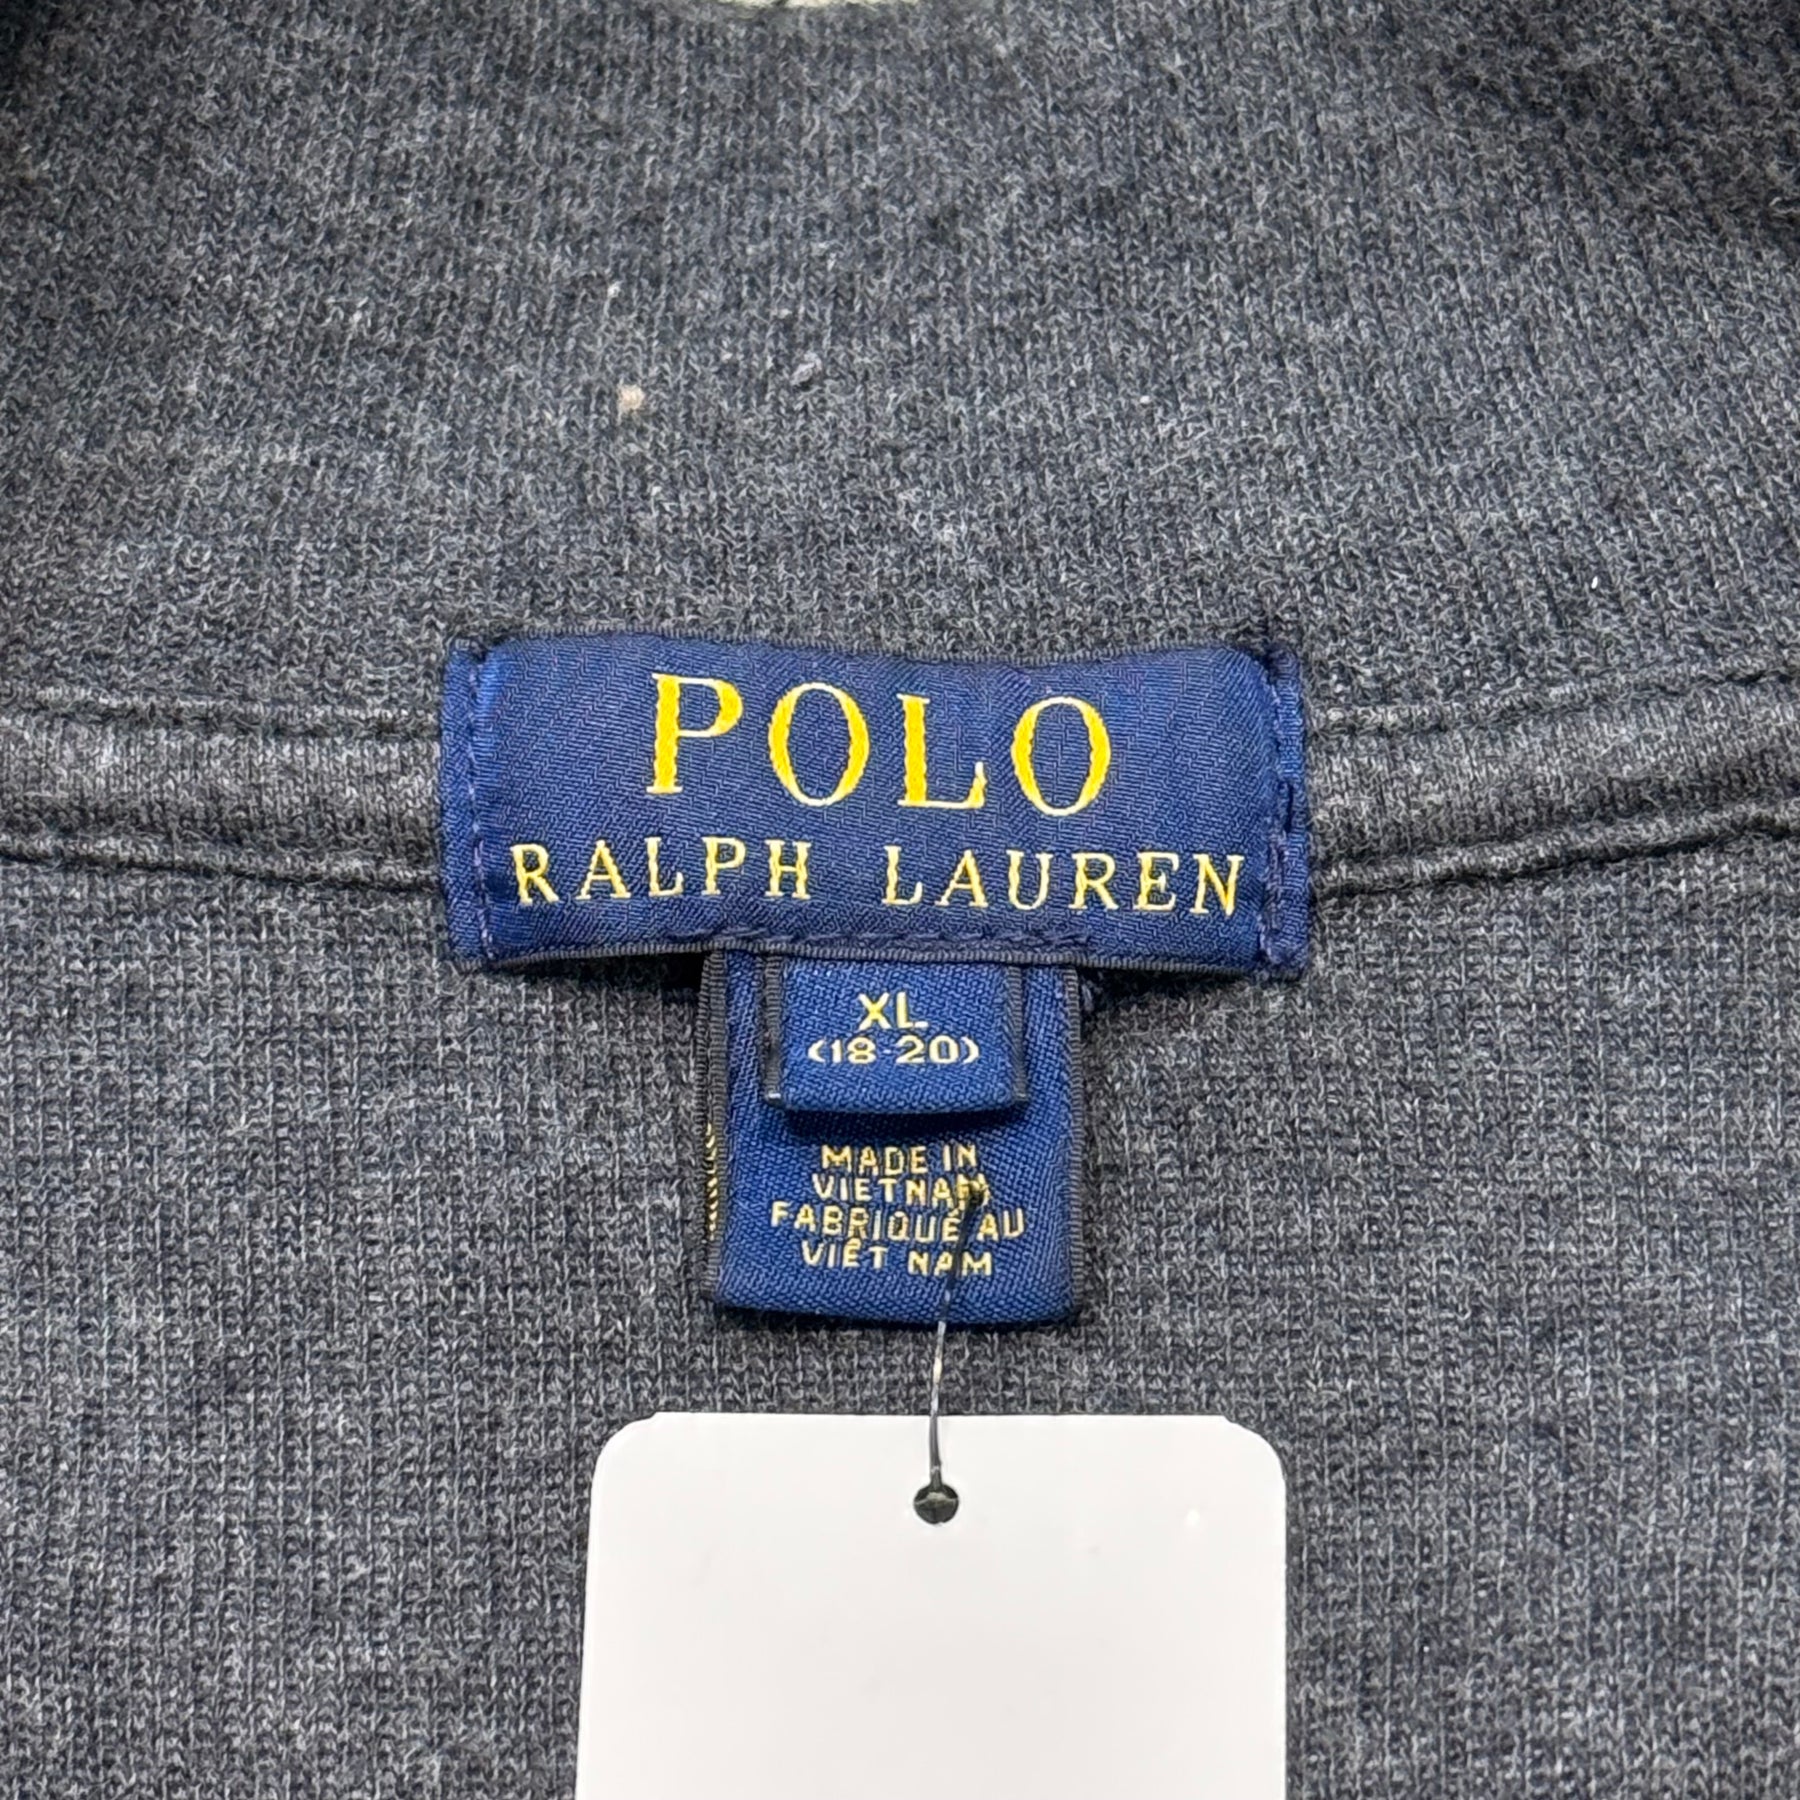 POLO
RALPH LAUREN
XL
(18-20)
MADE IN
VIETNAM
FABRIQUÉ AU
VIÊT NAM